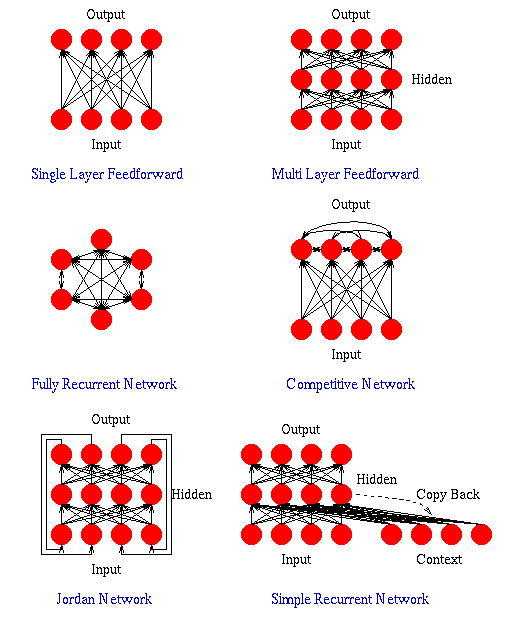 Output
Output
Hidden
Input
Input
Single Layer Feedforward
Multi Layer Feedforward
Output
Input
Fully Recurrent Network
Competitive Network
Output
Output
Hidden
Hidden
Copy Back
Input
Input
Context
Jordan Network
Simple Recurrent Network